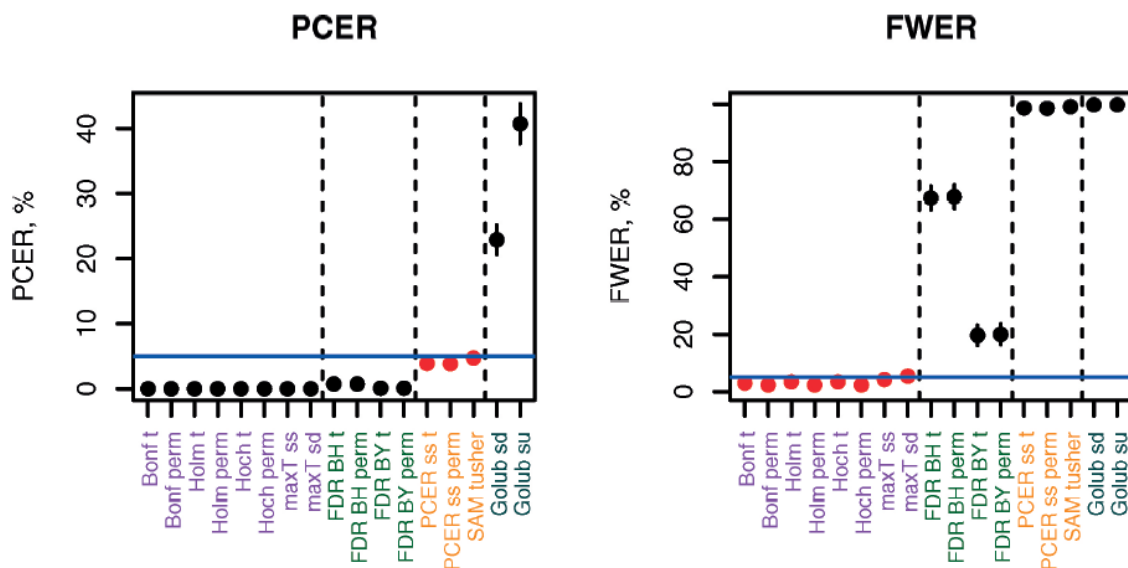 PCER
FWER
PCER, %
40
30
20
10
0
Bonf t
Bonf perm
Holm t
Holm perm
Hoch t
Hoch perm
maxT ss
maxT sd
FDR BH t
FDR BH perm
FDR BY t
FDR BY perm
PCER ss t
PCER ss perm
SAM tusher
Golub sd
Golub su
FWER, %
80
60
40
20
0
Bonf t
Bonf perm
Holm t
Holm perm
Hoch t
Hoch perm
maxT ss
maxT sd
FDR BH t
FDR BH perm
FDR BY t
FDR BY perm
PCER ss t
PCER ss perm
SAM tusher
Golub sd
Golub su